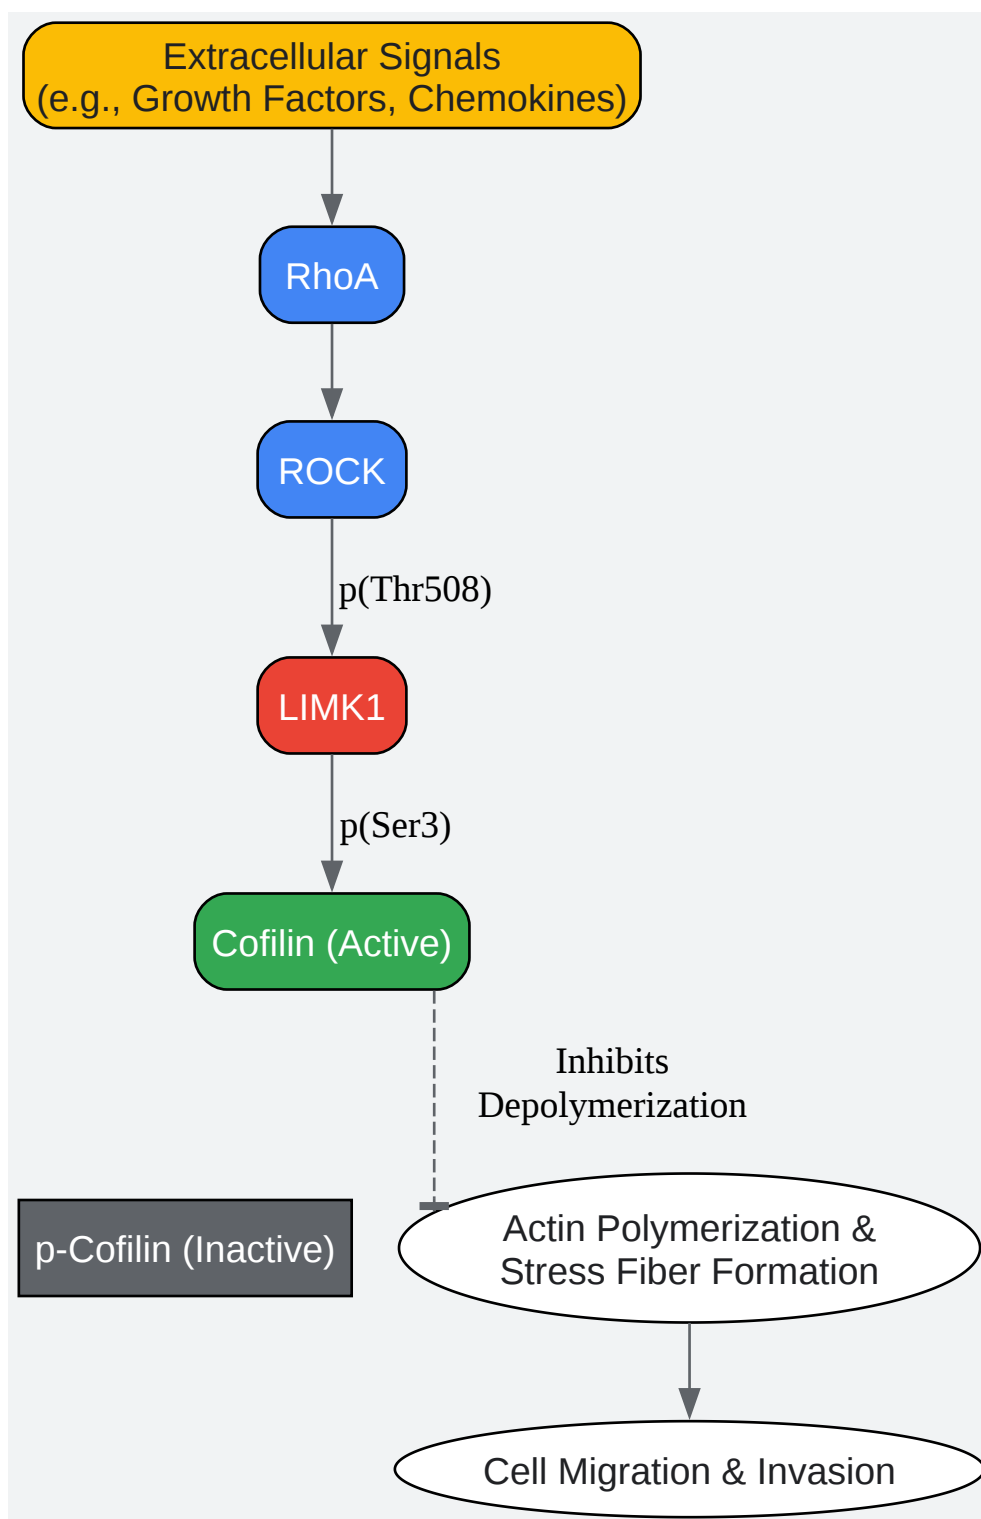 Extracellular Signals
(e.g., Growth Factors, Chemokines)
RhoA
ROCK
p(Thr508)
LIMK1
p(Ser3)
Cofilin (Active)
Inhibits
Depolymerization
p-Cofilin (Inactive)
Actin Polymerization &
Stress Fiber Formation
Cell Migration & Invasion